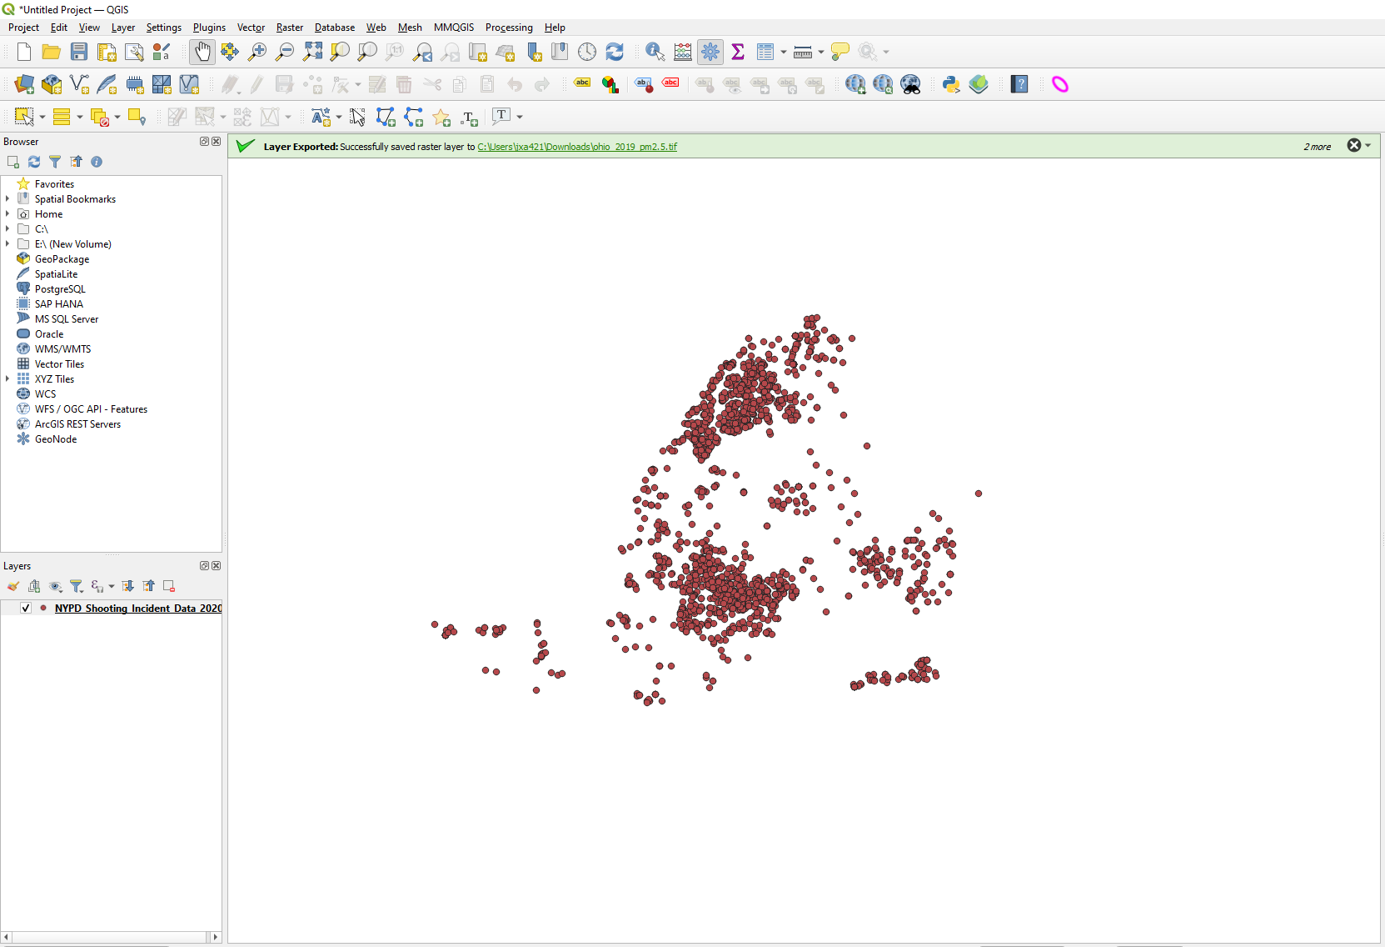 *Untitled Project — QGIS
Project Edit View Layer Settings Plugins Vector Raster Database Web Mesh MMQGIS Processing Help
Browser
Layer Exported: Successfully saved raster layer to C:\Users\jxa421\Downloads\ohio_2019_pm2.5.tif 2 more
Favorites
Spatial Bookmarks
Home
C:\
E:\ (New Volume)
GeoPackage
SpatiaLite
PostgreSQL
SAP HANA
MS SQL Server
Oracle
WMS/WMTS
Vector Tiles
XYZ Tiles
WCS
WFS / OGC API - Features
ArcGIS REST Servers
GeoNode
Layers
NYPD_Shooting_Incident_Data_2020